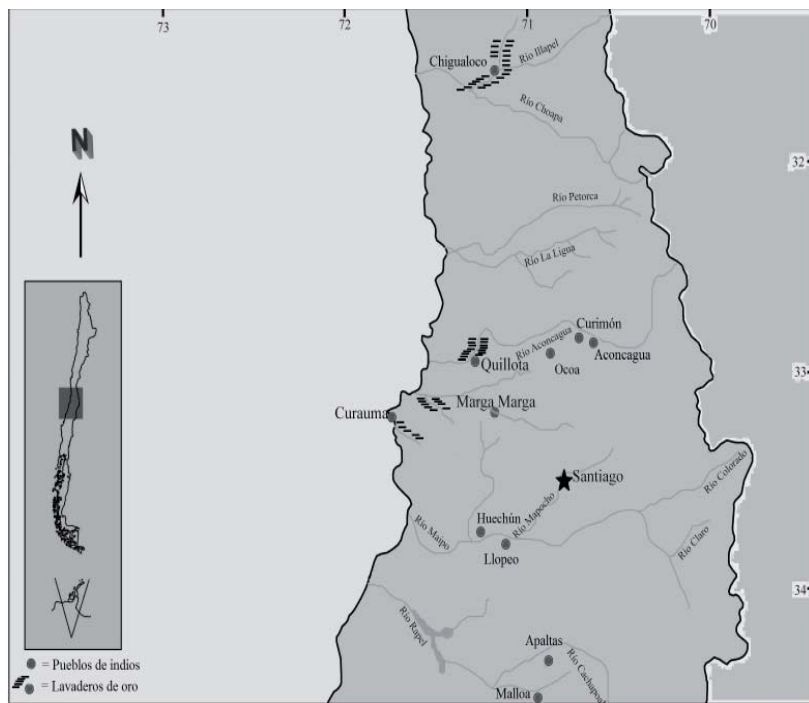 73
72
71
70
Chigualoco
Río Illapel
Río Choapa
32
N
Río Petorca
Río La Ligua
Curimón
Río Aconcagua
Aconcagua
Quillota
Ocoa
33
Marga Marga
Curauma
Santiago
Río Colorado
Río Mapocho
Huechún
Río Maipo
Llopeo
Río Claro
34
Río Rapel
Apaltas
Río Cachapoal
Malloa
= Pueblos de indios
= Lavaderos de oro